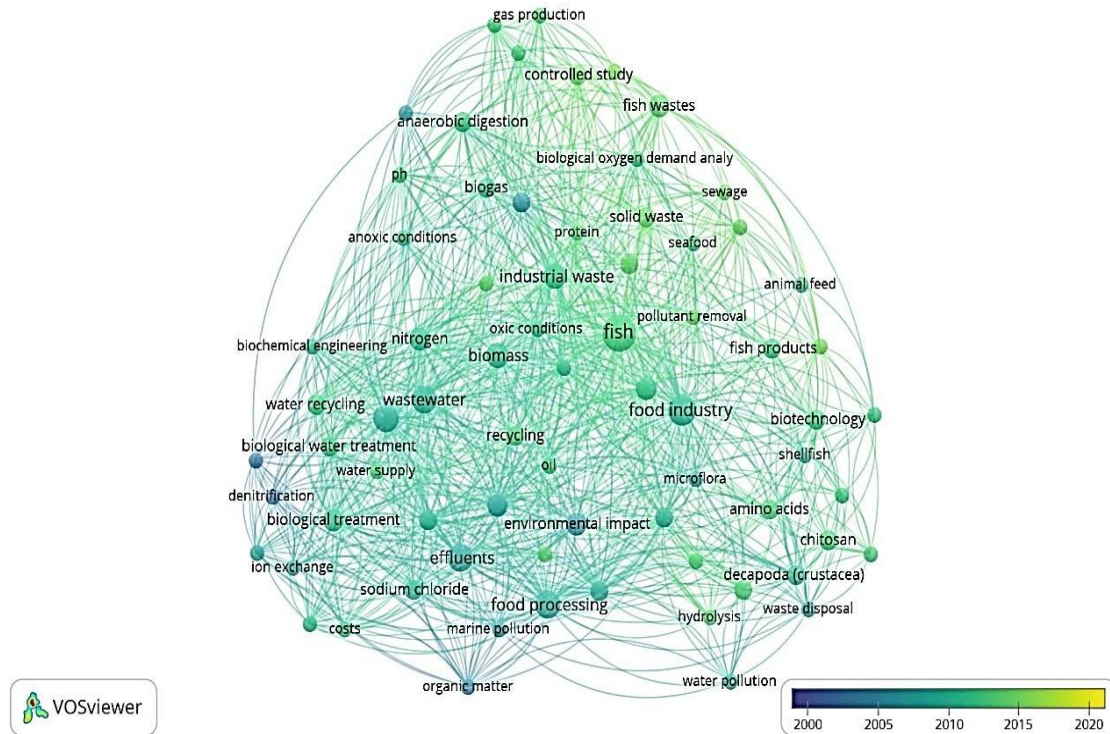 gas production
controlled study
fish wastes
anaerobic digestion
biological oxygen demand analy
ph
biogas
sewage
solid waste
protein
anoxic conditions
seafood
industrial waste
animal feed
pollutant removal
oxic conditions
fish
nitrogen
biochemical engineering
fish products
biomass
wastewater
water recycling
food industry
biotechnology
recycling
biological water treatment
shellfish
oil
water supply
microflora
denitrification
amino acids
biological treatment
environmental impact
chitosan
effluents
ion exchange
decapoda (crustacea)
sodium chloride
food processing
waste disposal
hydrolysis
costs
marine pollution
water pollution
organic matter
VOSviewer
2000 2005 2010 2015 2020